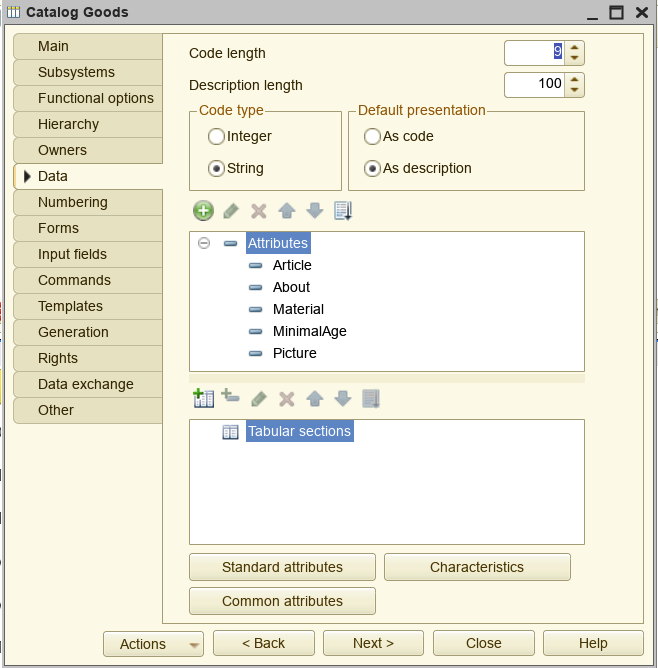 Catalog Goods
Main
Subsystems
Functional options
Hierarchy
Owners
Data
Numbering
Forms
Input fields
Commands
Templates
Generation
Rights
Data exchange
Other
Code length 9
Description length 100
Code type
Integer
String
Default presentation
As code
As description
Attributes
Article
About
Material
MinimalAge
Picture
Tabular sections
Standard attributes
Characteristics
Common attributes
Actions
< Back
Next >
Close
Help